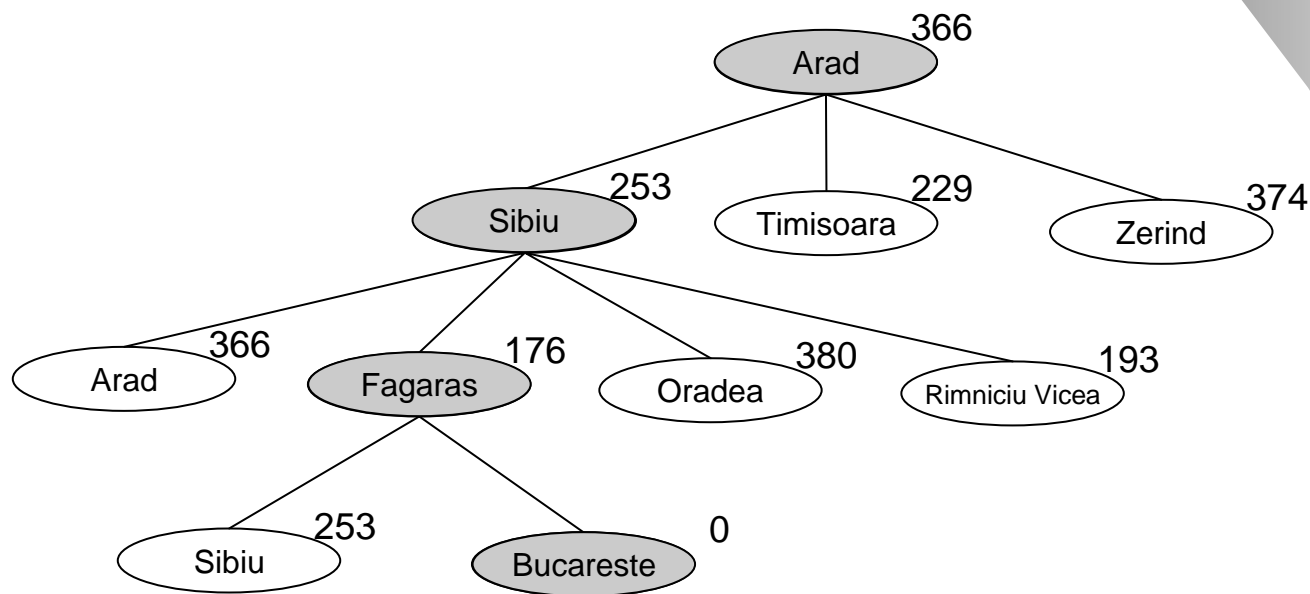 366
Arad
253
Sibiu
229
Timisoara
374
Zerind
366
Arad
176
Fagaras
380
Oradea
193
Rimniciu Vicea
253
Sibiu
0
Bucareste